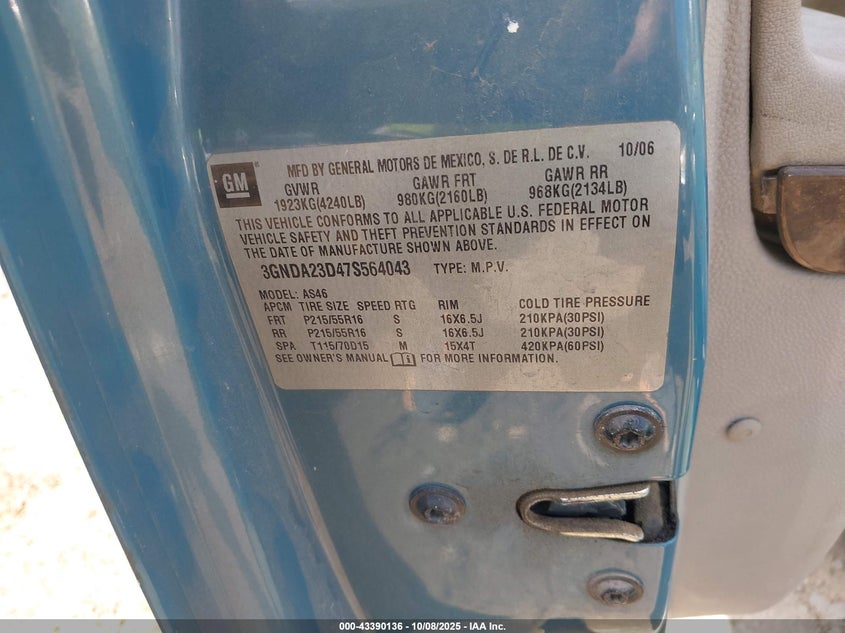 GM
MFD BY GENERAL MOTORS DE MEXICO, S. DE R.L. DE C.V. 10/06
GVWR GAWR FRT GAWR RR
1923KG(4240LB) 980KG(2160LB) 968KG(2134LB)
THIS VEHICLE CONFORMS TO ALL APPLICABLE U.S. FEDERAL MOTOR
VEHICLE SAFETY AND THEFT PREVENTION STANDARDS IN EFFECT ON
THE DATE OF MANUFACTURE SHOWN ABOVE.
3GNDA23D47S564043 TYPE: M.P.V.
MODEL: AS46
APCM TIRE SIZE SPEED RTG RIM COLD TIRE PRESSURE
FRT P215/55R16 S 16X6.5J 210KPA(30PSI)
RR P215/55R16 S 16X6.5J 210KPA(30PSI)
SPA T115/70D15 M 15X4T 420KPA(60PSI)
SEE OWNER'S MANUAL FOR MORE INFORMATION.
000-43390136 - 10/08/2025 - IAA Inc.